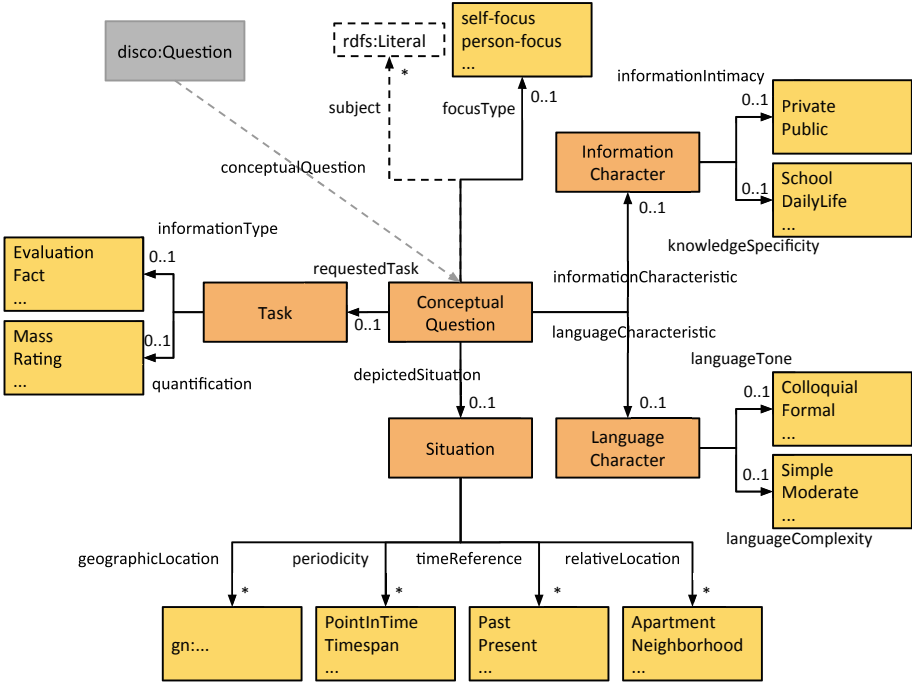 self-focus
person-focus
...
rdfs:Literal
*
disco:Question
subject
focusType
0..1
informationIntimacy
0..1
Private
Public
Information
Character
conceptualQuestion
0..1
School
DailyLife
...
0..1
knowledgeSpecificity
informationType
0..1
Evaluation
Fact
...
requestedTask
informationCharacteristic
Task
0..1
Conceptual
Question
languageCharacteristic
0..1
Mass
Rating
...
quantification
depictedSituation
0..1
Situation
0..1
Language
Character
languageTone
0..1
Colloquial
Formal
...
0..1
Simple
Moderate
...
languageComplexity
geographicLocation
periodicity
timeReference
relativeLocation
*
*
*
*
gn:...
PointInTime
Timespan
...
Past
Present
...
Apartment
Neighborhood
...